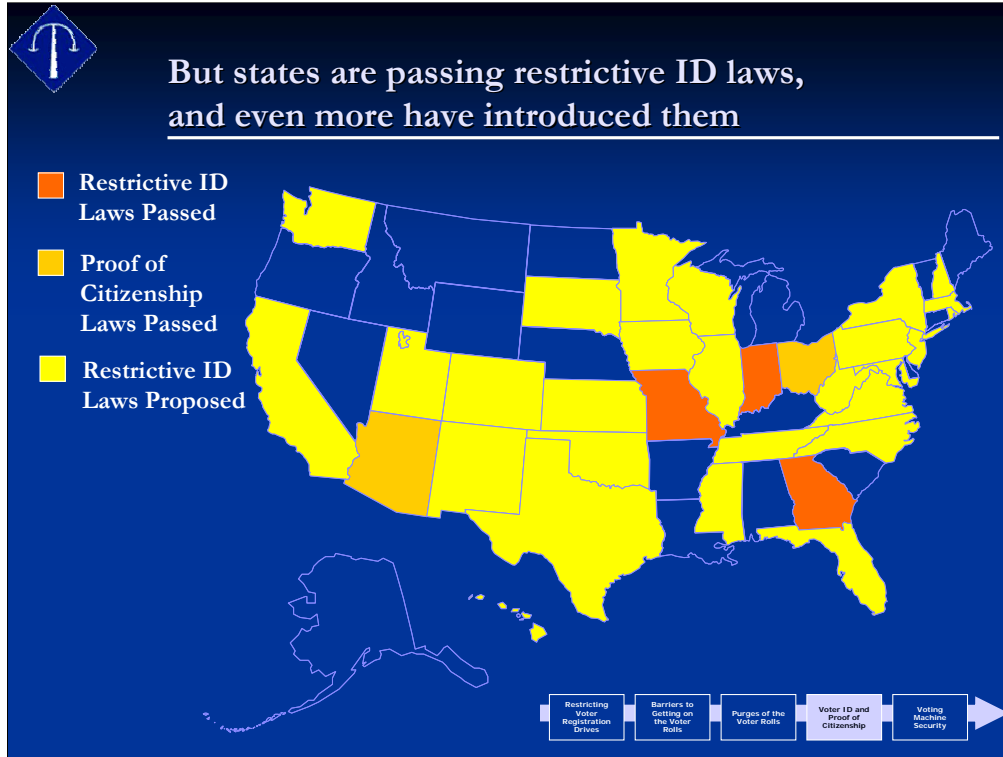 But states are passing restrictive ID laws,
and even more have introduced them
Restrictive ID
Laws Passed
Proof of
Citizenship
Laws Passed
Restrictive ID
Laws Proposed
Restricting
Voter
Registration
Drives
Barriers to
Getting on
the Voter
Rolls
Purges of the
Voter Rolls
Voter ID and
Proof of
Citizenship
Voting
Machine
Security